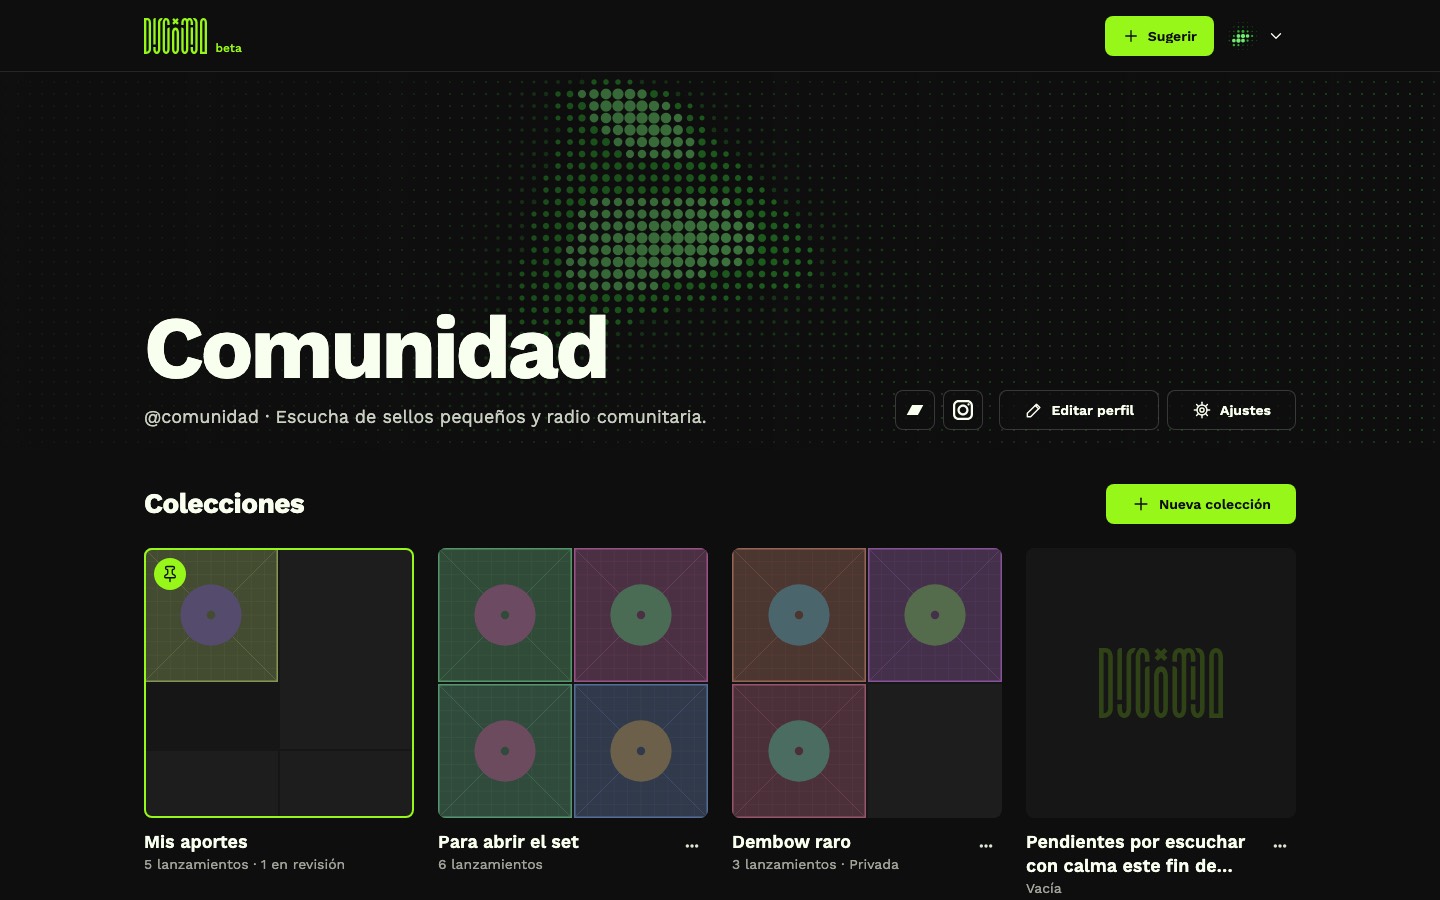 beta
Sugerir
Comunidad
@comunidad · Escucha de sellos pequeños y radio comunitaria.
Editar perfil
Ajustes
Colecciones
Nueva colección
Mis aportes
5 lanzamientos · 1 en revisión
Para abrir el set
6 lanzamientos
Dembow raro
3 lanzamientos · Privada
Pendientes por escuchar
con calma este fin de...
Vacía